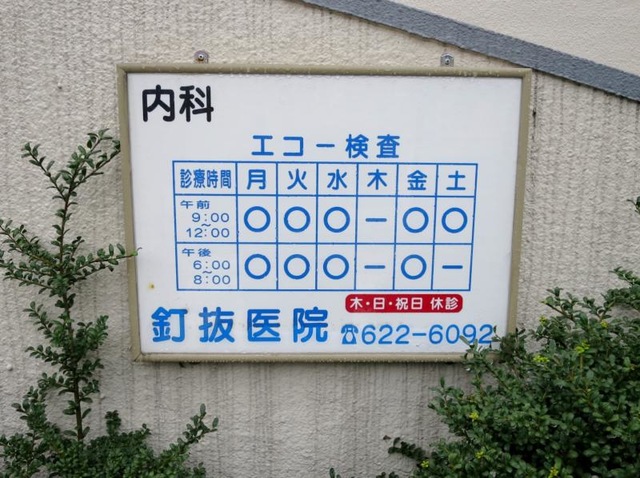 内科
エコー検査
診療時間 月 火 水 木 金 土
午前 9:00〜12:00 ○ ○ ○ ー ○ ○
午後 6:00〜8:00 ○ ○ ○ ー ○ ー
木・日・祝日 休診
釘抜医院 ☎622-6092